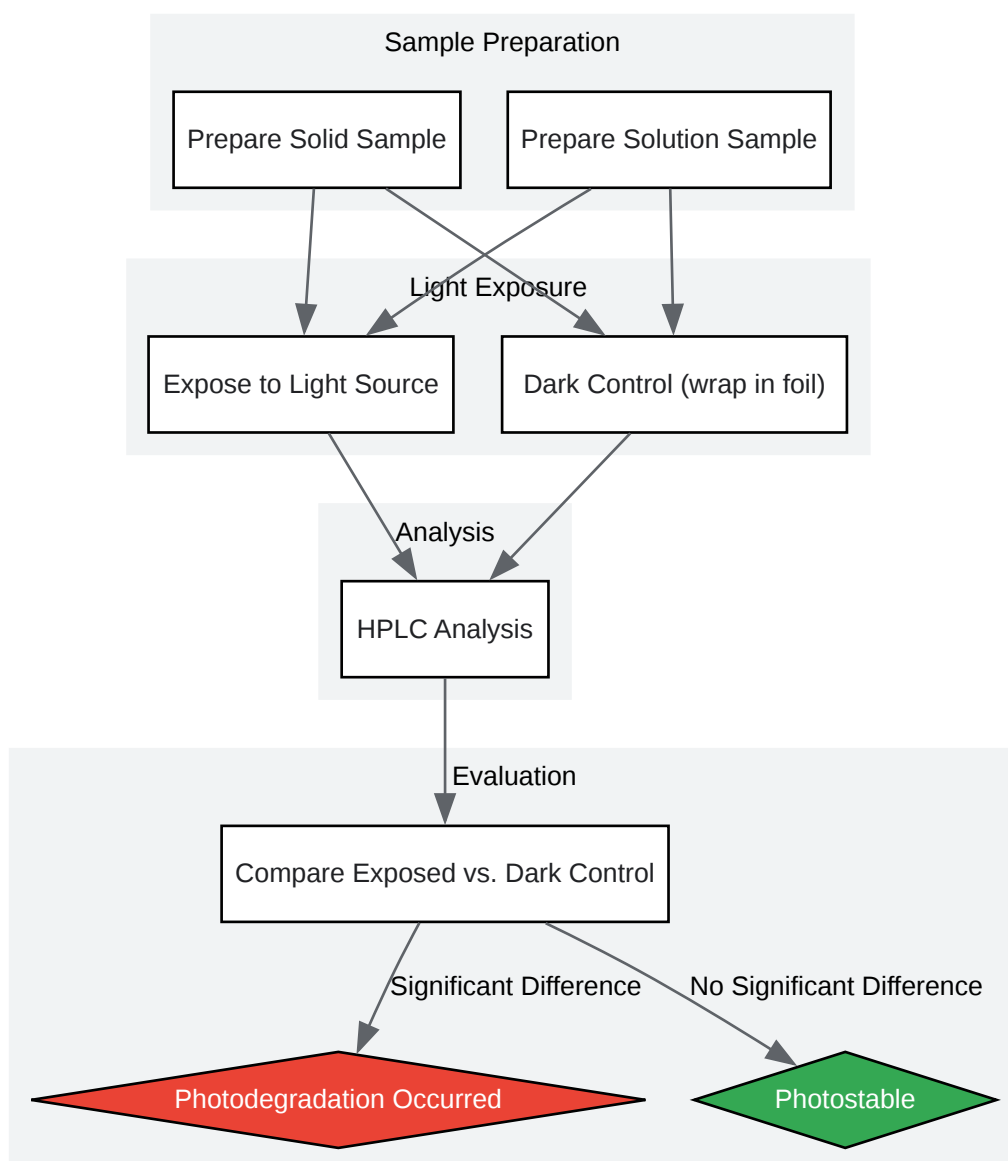 Sample Preparation
Prepare Solid Sample
Prepare Solution Sample
Light Exposure
Expose to Light Source
Dark Control (wrap in foil)
Analysis
HPLC Analysis
Evaluation
Compare Exposed vs. Dark Control
Significant Difference
No Significant Difference
Photodegradation Occurred
Photostable